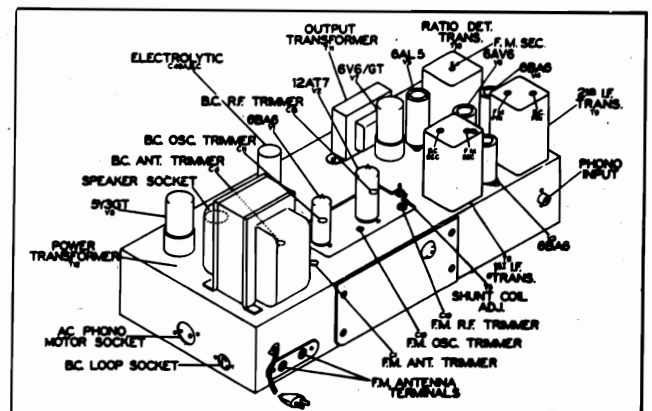 OUTPUT
TRANSFORMER
RATIO DET.
TRANS.
F.M. SEC.
ELECTROLYTIC
6AL5
6AV6
6V6/GT
6BA6
12AT7
2nd I.F.
TRANS.
B.C. R.F. TRIMMER
6BA6
B.C. OSC. TRIMMER
B.C. ANT. TRIMMER
SPEAKER SOCKET
B.C.
SEC.
F.M.
SEC.
PHONO
INPUT
5Y3GT
6BA6
POWER
TRANSFORMER
1st I.F.
TRANS.
SHUNT COIL
ADJ.
F.M. R.F. TRIMMER
AC PHONO
MOTOR SOCKET
F.M. OSC. TRIMMER
F.M. ANT. TRIMMER
B.C. LOOP SOCKET
F.M. ANTENNA
TERMINALS